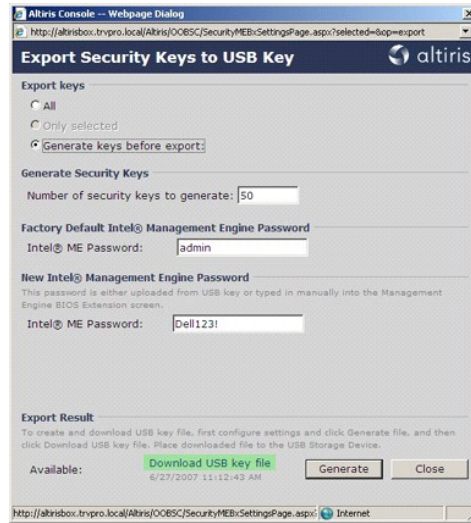 Altiris Console -- Webpage Dialog
http://altirisbox.trvpro.local/Altiris/OOBSC/SecurityMEBxSettingsPage.aspx?selected=&op=export
Export Security Keys to USB Key
altiris
Export keys
All
Only selected
Generate keys before export:
Generate Security Keys
Number of security keys to generate: 50
Factory Default Intel® Management Engine Password
Intel® ME Password: admin
New Intel® Management Engine Password
This password is either uploaded from USB key or typed in manually into the Management
Engine BIOS Extension screen.
Intel® ME Password: Dell123!
Export Result
To create and download USB key file, first configure settings and click Generate file, and then
click Download USB key file. Place downloaded file to the USB Storage Device.
Available: Download USB key file
6/27/2007 11:12:43 AM
Generate
Close
http://altirisbox.trvpro.local/Altiris/OOBSC/SecurityMEBxSettingsPage.aspx? Internet